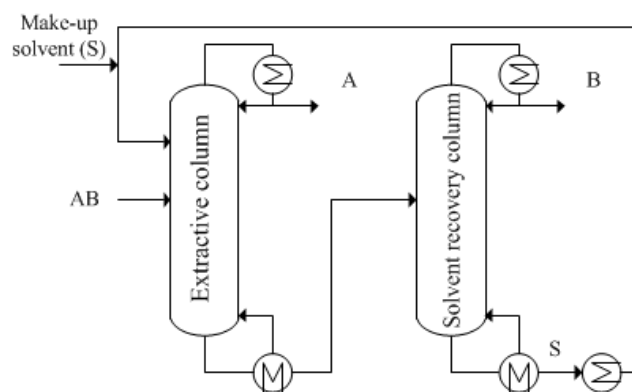 Make-up
solvent (S)
A
B
AB
Extractive column
Solvent recovery column
S